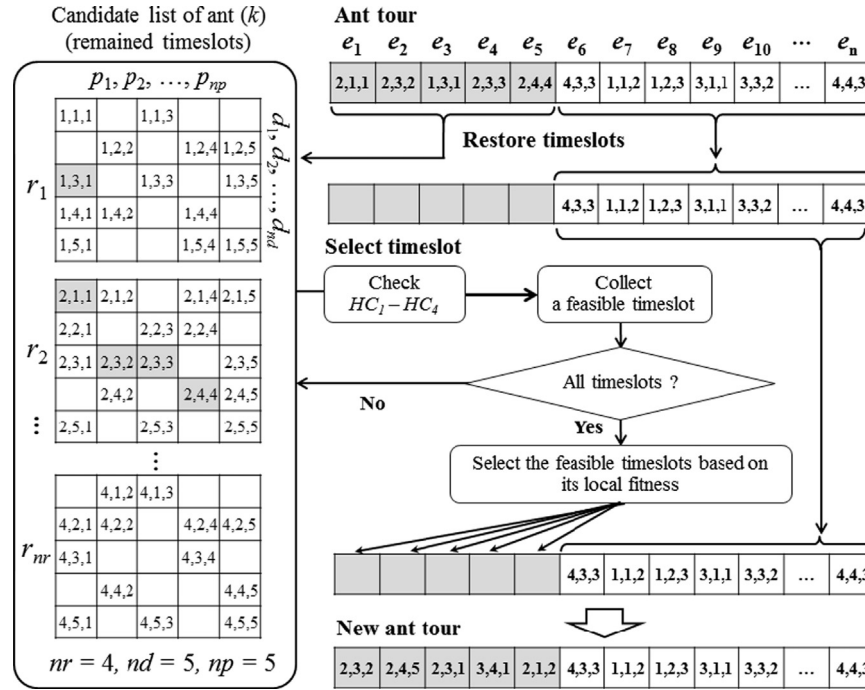 Candidate list of ant (k)
(remained timeslots)
p1, p2, …, pnp
d1, d2, …, dnd
r1
1,1,1 1,1,3
1,2,2 1,2,4 1,2,5
1,3,1 1,3,3 1,3,5
1,4,1 1,4,2 1,4,4
1,5,1 1,5,4 1,5,5
r2
2,1,1 2,1,2 2,1,4 2,1,5
2,2,1 2,2,3 2,2,4
2,3,1 2,3,2 2,3,3 2,3,5
2,4,2 2,4,4 2,4,5
2,5,1 2,5,3 2,5,5
⋮
⋮
rnr
4,1,2 4,1,3
4,2,1 4,2,2 4,2,4 4,2,5
4,3,1 4,3,4
4,4,2 4,4,5
4,5,1 4,5,3 4,5,5
nr = 4, nd = 5, np = 5
Ant tour
e1 e2 e3 e4 e5 e6 e7 e8 e9 e10 … en
2,1,1 2,3,2 1,3,1 2,3,3 2,4,4 4,3,3 1,1,2 1,2,3 3,1,1 3,3,2 … 4,4,3
Restore timeslots
4,3,3 1,1,2 1,2,3 3,1,1 3,3,2 … 4,4,3
Select timeslot
Check
HC1 – HC4
Collect
a feasible timeslot
All timeslots ?
No
Yes
Select the feasible timeslots based on
its local fitness
4,3,3 1,1,2 1,2,3 3,1,1 3,3,2 … 4,4,3
New ant tour
2,3,2 2,4,5 2,3,1 3,4,1 2,1,2 4,3,3 1,1,2 1,2,3 3,1,1 3,3,2 … 4,4,3